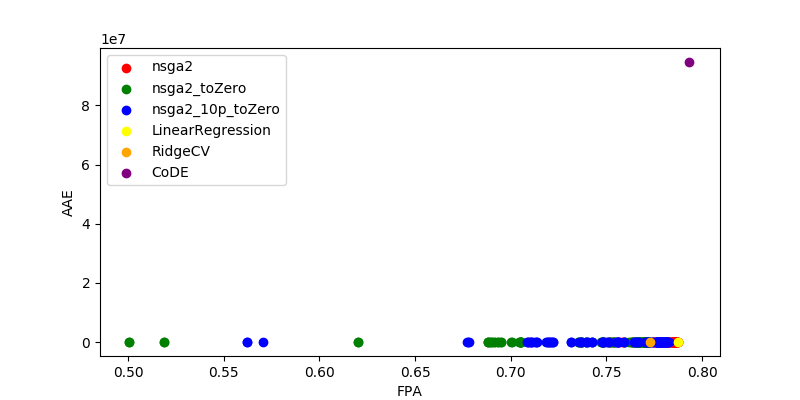 1e7
nsga2
nsga2_toZero
nsga2_10p_toZero
LinearRegression
RidgeCV
CoDE
8
6
4
2
0
AAE
0.50 0.55 0.60 0.65 0.70 0.75 0.80
FPA